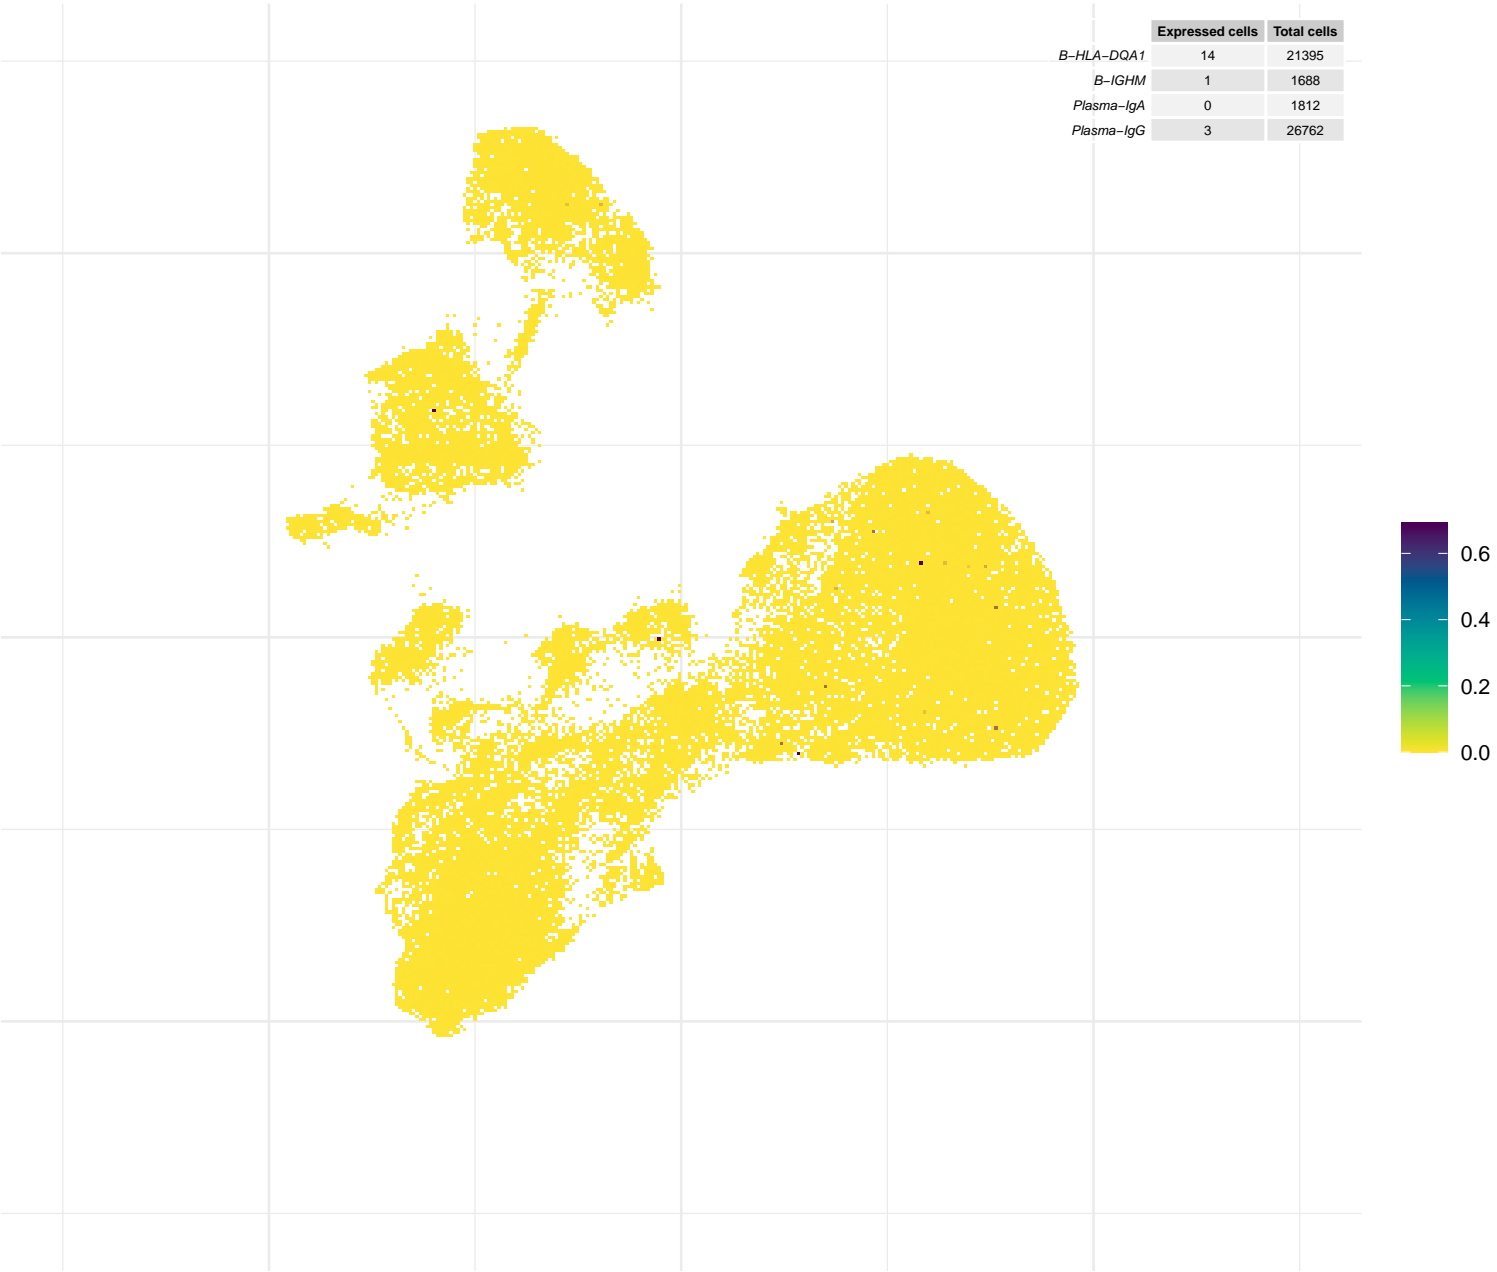 Expressed cells Total cells
B−HLA−DQA1 14 21395
B−IGHM 1 1688
Plasma−IgA 0 1812
Plasma−IgG 3 26762
0.6
0.4
0.2
0.0